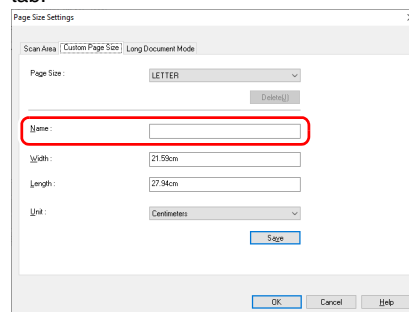 tab.
Page Size Settings
Scan Area Custom Page Size Long Document Mode
Page Size : LETTER
Delete(J)
Name :
Width : 21.59cm
Length : 27.94cm
Unit : Centimeters
Save
OK Cancel Help